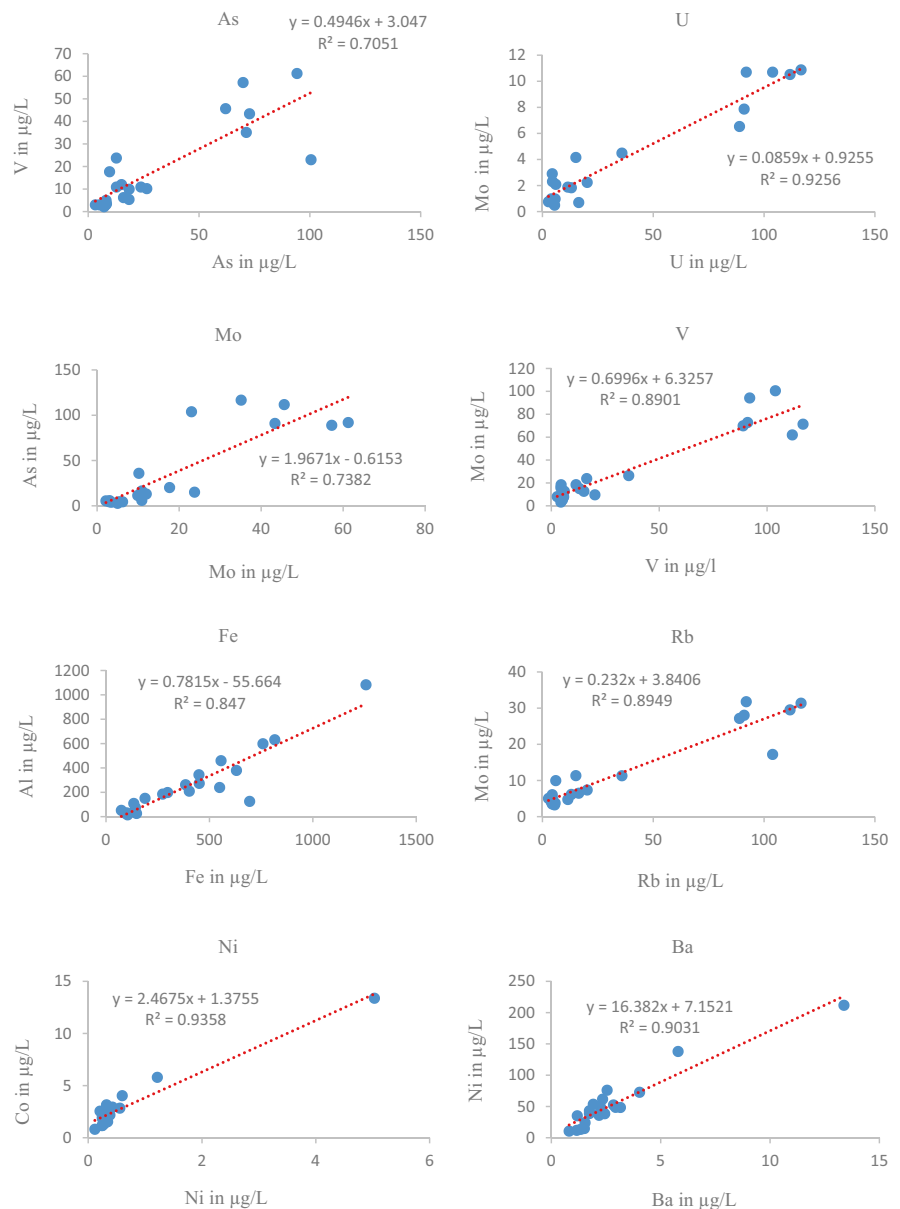 As
y = 0.4946x + 3.047
R² = 0.7051
V in µg/L
70
60
50
40
30
20
10
0
0 50 100 150
As in µg/L
U
Mo in µg/L
12
10
8
6
4
2
0
y = 0.0859x + 0.9255
R² = 0.9256
0 50 100 150
U in µg/L
Mo
As in µg/L
150
100
50
0
y = 1.9671x - 0.6153
R² = 0.7382
0 20 40 60 80
Mo in µg/L
V
y = 0.6996x + 6.3257
R² = 0.8901
Mo in µg/L
120
100
80
60
40
20
0
0 50 100 150
V in µg/l
Fe
y = 0.7815x - 55.664
R² = 0.847
Al in µg/L
1200
1000
800
600
400
200
0
0 500 1000 1500
Fe in µg/L
Rb
y = 0.232x + 3.8406
R² = 0.8949
Mo in µg/L
40
30
20
10
0
0 50 100 150
Rb in µg/L
Ni
y = 2.4675x + 1.3755
R² = 0.9358
Co in µg/L
15
10
5
0
0 2 4 6
Ni in µg/L
Ba
y = 16.382x + 7.1521
R² = 0.9031
Ni in µg/L
250
200
150
100
50
0
0 5 10 15
Ba in µg/L